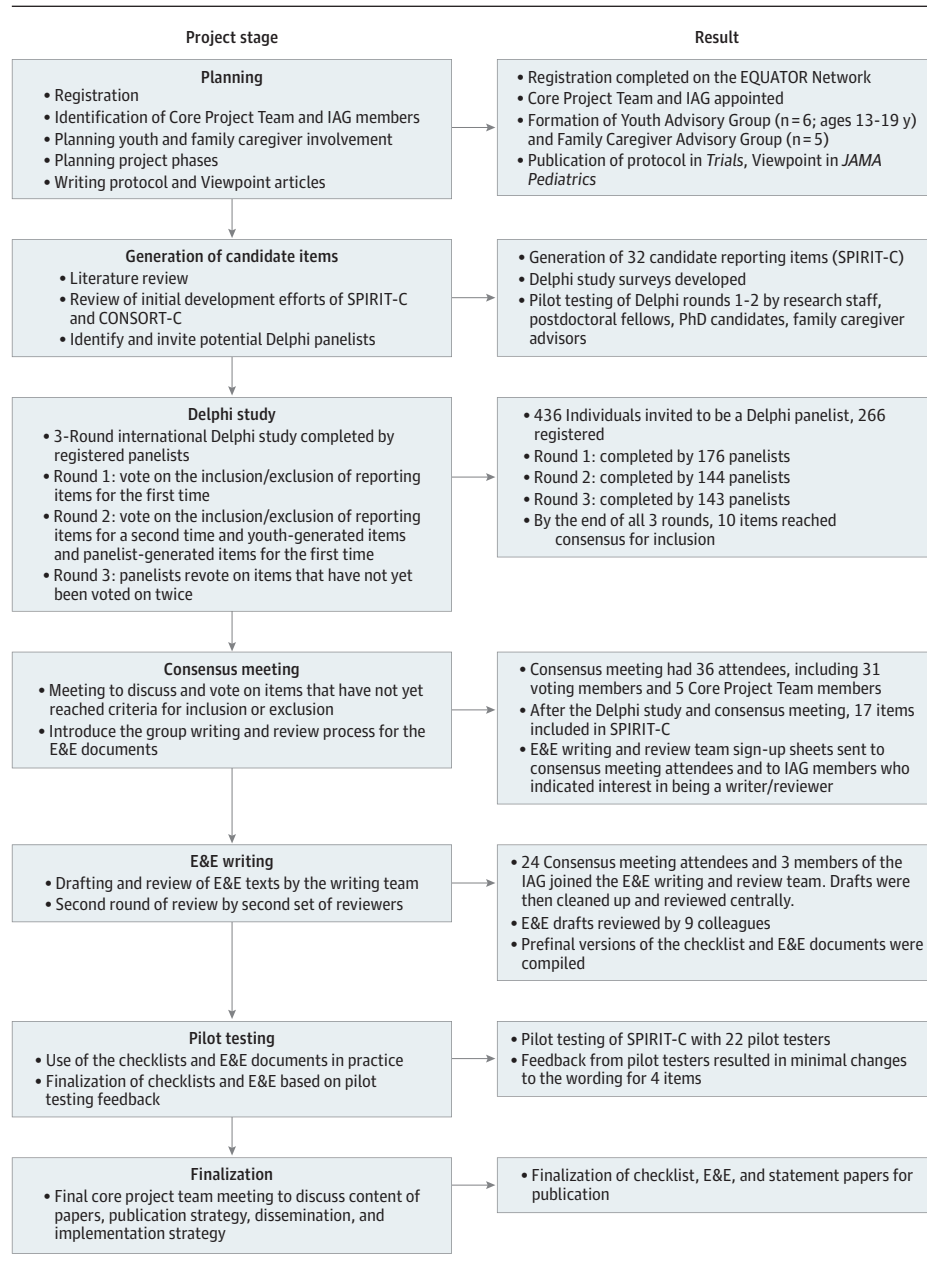 Project stage
Result
Planning
• Registration
• Identification of Core Project Team and IAG members
• Planning youth and family caregiver involvement
• Planning project phases
• Writing protocol and Viewpoint articles
• Registration completed on the EQUATOR Network
• Core Project Team and IAG appointed
• Formation of Youth Advisory Group (n = 6; ages 13-19 y)
and Family Caregiver Advisory Group (n = 5)
• Publication of protocol in Trials, Viewpoint in JAMA
Pediatrics
Generation of candidate items
• Literature review
• Review of initial development efforts of SPIRIT-C
and CONSORT-C
• Identify and invite potential Delphi panelists
• Generation of 32 candidate reporting items (SPIRIT-C)
• Delphi study surveys developed
• Pilot testing of Delphi rounds 1-2 by research staff,
postdoctoral fellows, PhD candidates, family caregiver
advisors
Delphi study
• 3-Round international Delphi study completed by
registered panelists
• Round 1: vote on the inclusion/exclusion of reporting
items for the first time
• Round 2: vote on the inclusion/exclusion of reporting
items for a second time and youth-generated items
and panelist-generated items for the first time
• Round 3: panelists revote on items that have not yet
been voted on twice
• 436 Individuals invited to be a Delphi panelist, 266
registered
• Round 1: completed by 176 panelists
• Round 2: completed by 144 panelists
• Round 3: completed by 143 panelists
• By the end of all 3 rounds, 10 items reached
consensus for inclusion
Consensus meeting
• Meeting to discuss and vote on items that have not yet
reached criteria for inclusion or exclusion
• Introduce the group writing and review process for the
E&E documents
• Consensus meeting had 36 attendees, including 31
voting members and 5 Core Project Team members
• After the Delphi study and consensus meeting, 17 items
included in SPIRIT-C
• E&E writing and review team sign-up sheets sent to
consensus meeting attendees and to IAG members who
indicated interest in being a writer/reviewer
E&E writing
• Drafting and review of E&E texts by the writing team
• Second round of review by second set of reviewers
• 24 Consensus meeting attendees and 3 members of the
IAG joined the E&E writing and review team. Drafts were
then cleaned up and reviewed centrally.
• E&E drafts reviewed by 9 colleagues
• Prefinal versions of the checklist and E&E documents were
compiled
Pilot testing
• Use of the checklists and E&E documents in practice
• Finalization of checklists and E&E based on pilot
testing feedback
• Pilot testing of SPIRIT-C with 22 pilot testers
• Feedback from pilot testers resulted in minimal changes
to the wording for 4 items
Finalization
• Final core project team meeting to discuss content of
papers, publication strategy, dissemination, and
implementation strategy
• Finalization of checklist, E&E, and statement papers for
publication